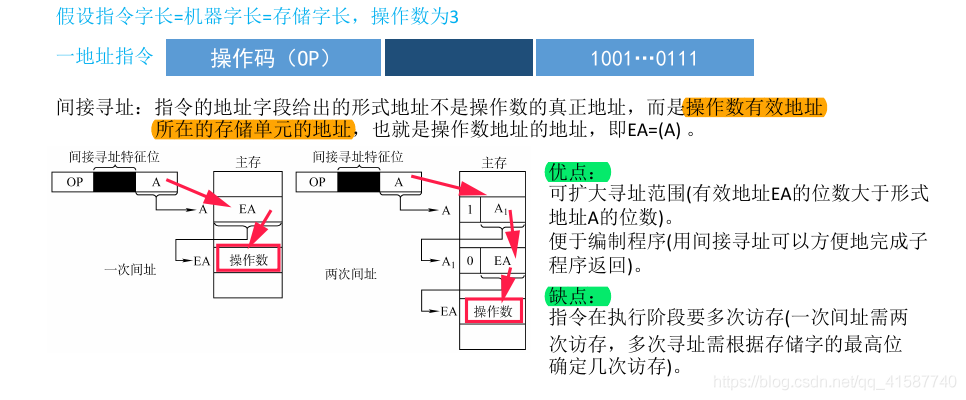 假设指令字长=机器字长=存储字长，操作数为3
一地址指令
操作码（OP）
1001…0111
间接寻址：指令的地址字段给出的形式地址不是操作数的真正地址，而是操作数有效地址
所在的存储单元的地址，也就是操作数地址的地址，即EA=(A) 。
间接寻址特征位
主存
OP
A
A
EA
EA
操作数
一次间址
间接寻址特征位
主存
OP
A
A
1
A₁
A₁
0
EA
EA
操作数
两次间址
优点：
可扩大寻址范围(有效地址EA的位数大于形式
地址A的位数)。
便于编制程序(用间接寻址可以方便地完成子
程序返回)。
缺点：
指令在执行阶段要多次访存(一次间址需两
次访存，多次寻址需根据存储字的最高位
确定几次访存)。
https://blog.csdn.net/qq_41587740